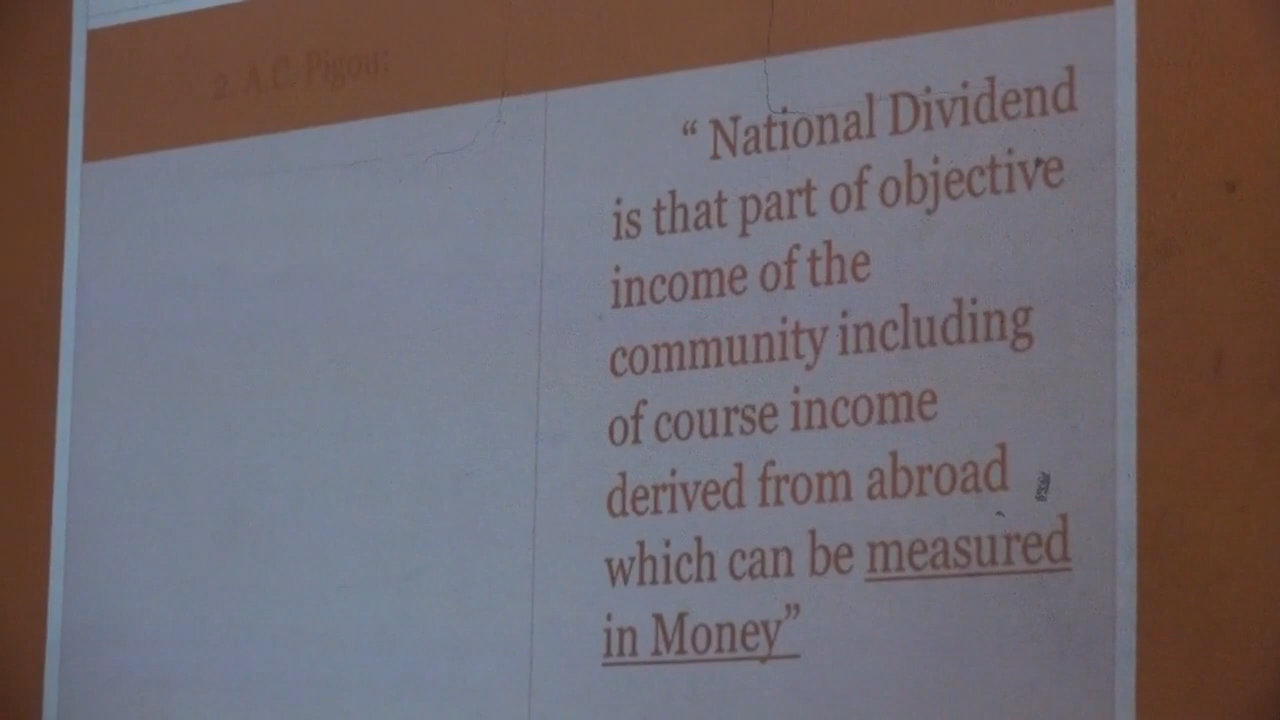 2. A.C. Pigou:
“ National Dividend
is that part of objective
income of the
community including
of course income
derived from abroad
which can be measured
in Money”